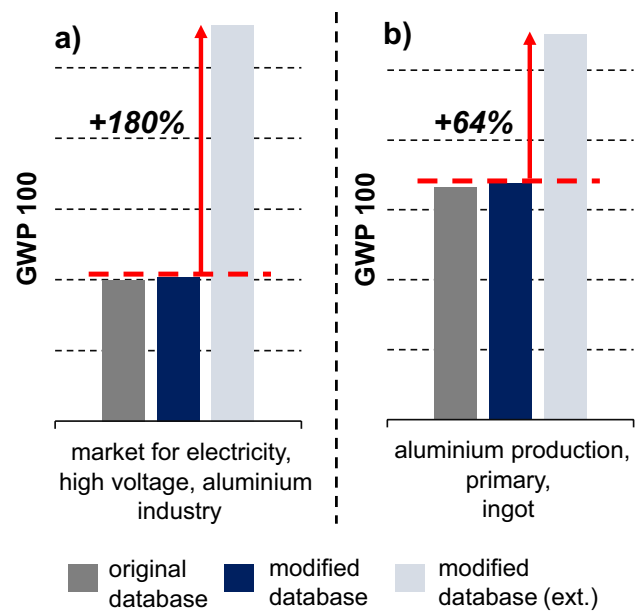 a)
+180%
GWP 100
market for electricity,
high voltage, aluminium
industry
b)
+64%
GWP 100
aluminium production,
primary,
ingot
original
database
modified
database
modified
database (ext.)